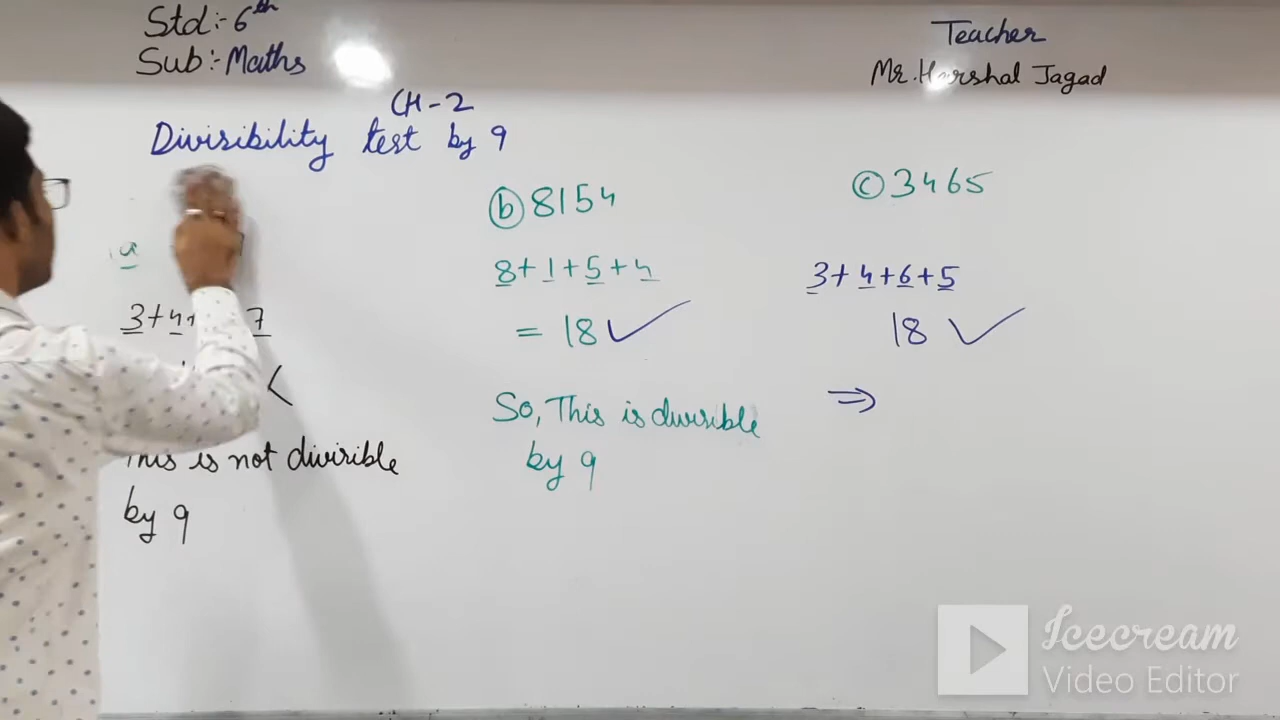 Std:- 6th
Sub:- Maths
Teacher
Mr. Harshal Jagad
CH-2
Divisibility test by 9
a
3+4+ 7
This is not divisible
by 9
b 8154
8+1+5+4
= 18 ✓
So, This is divisible
by 9
c 3465
3+4+6+5
18 ✓
⇒
Icecream
Video Editor